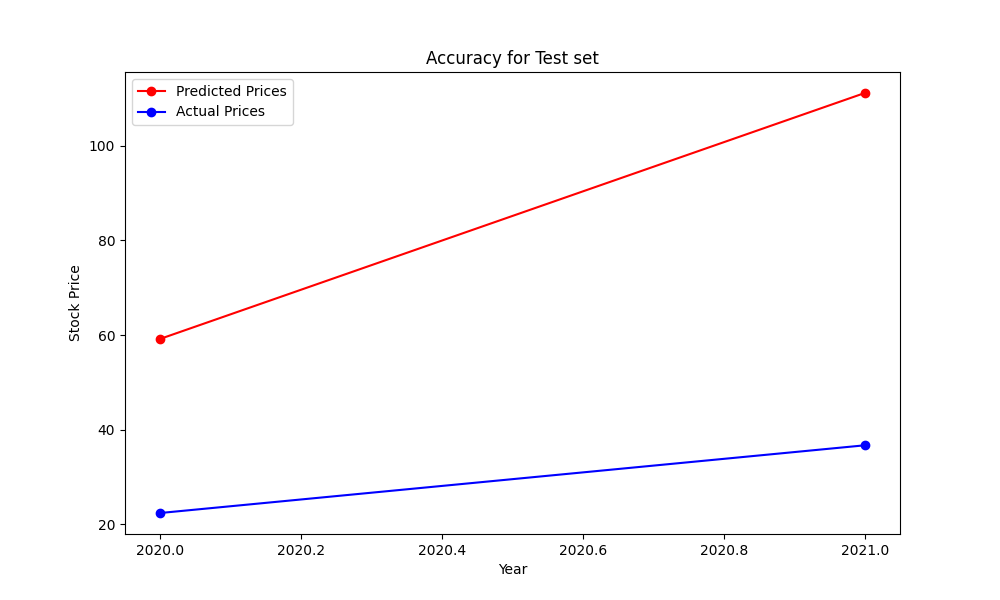 Accuracy for Test set
Predicted Prices
Actual Prices
Stock Price
100
80
60
40
20
2020.0 2020.2 2020.4 2020.6 2020.8 2021.0
Year